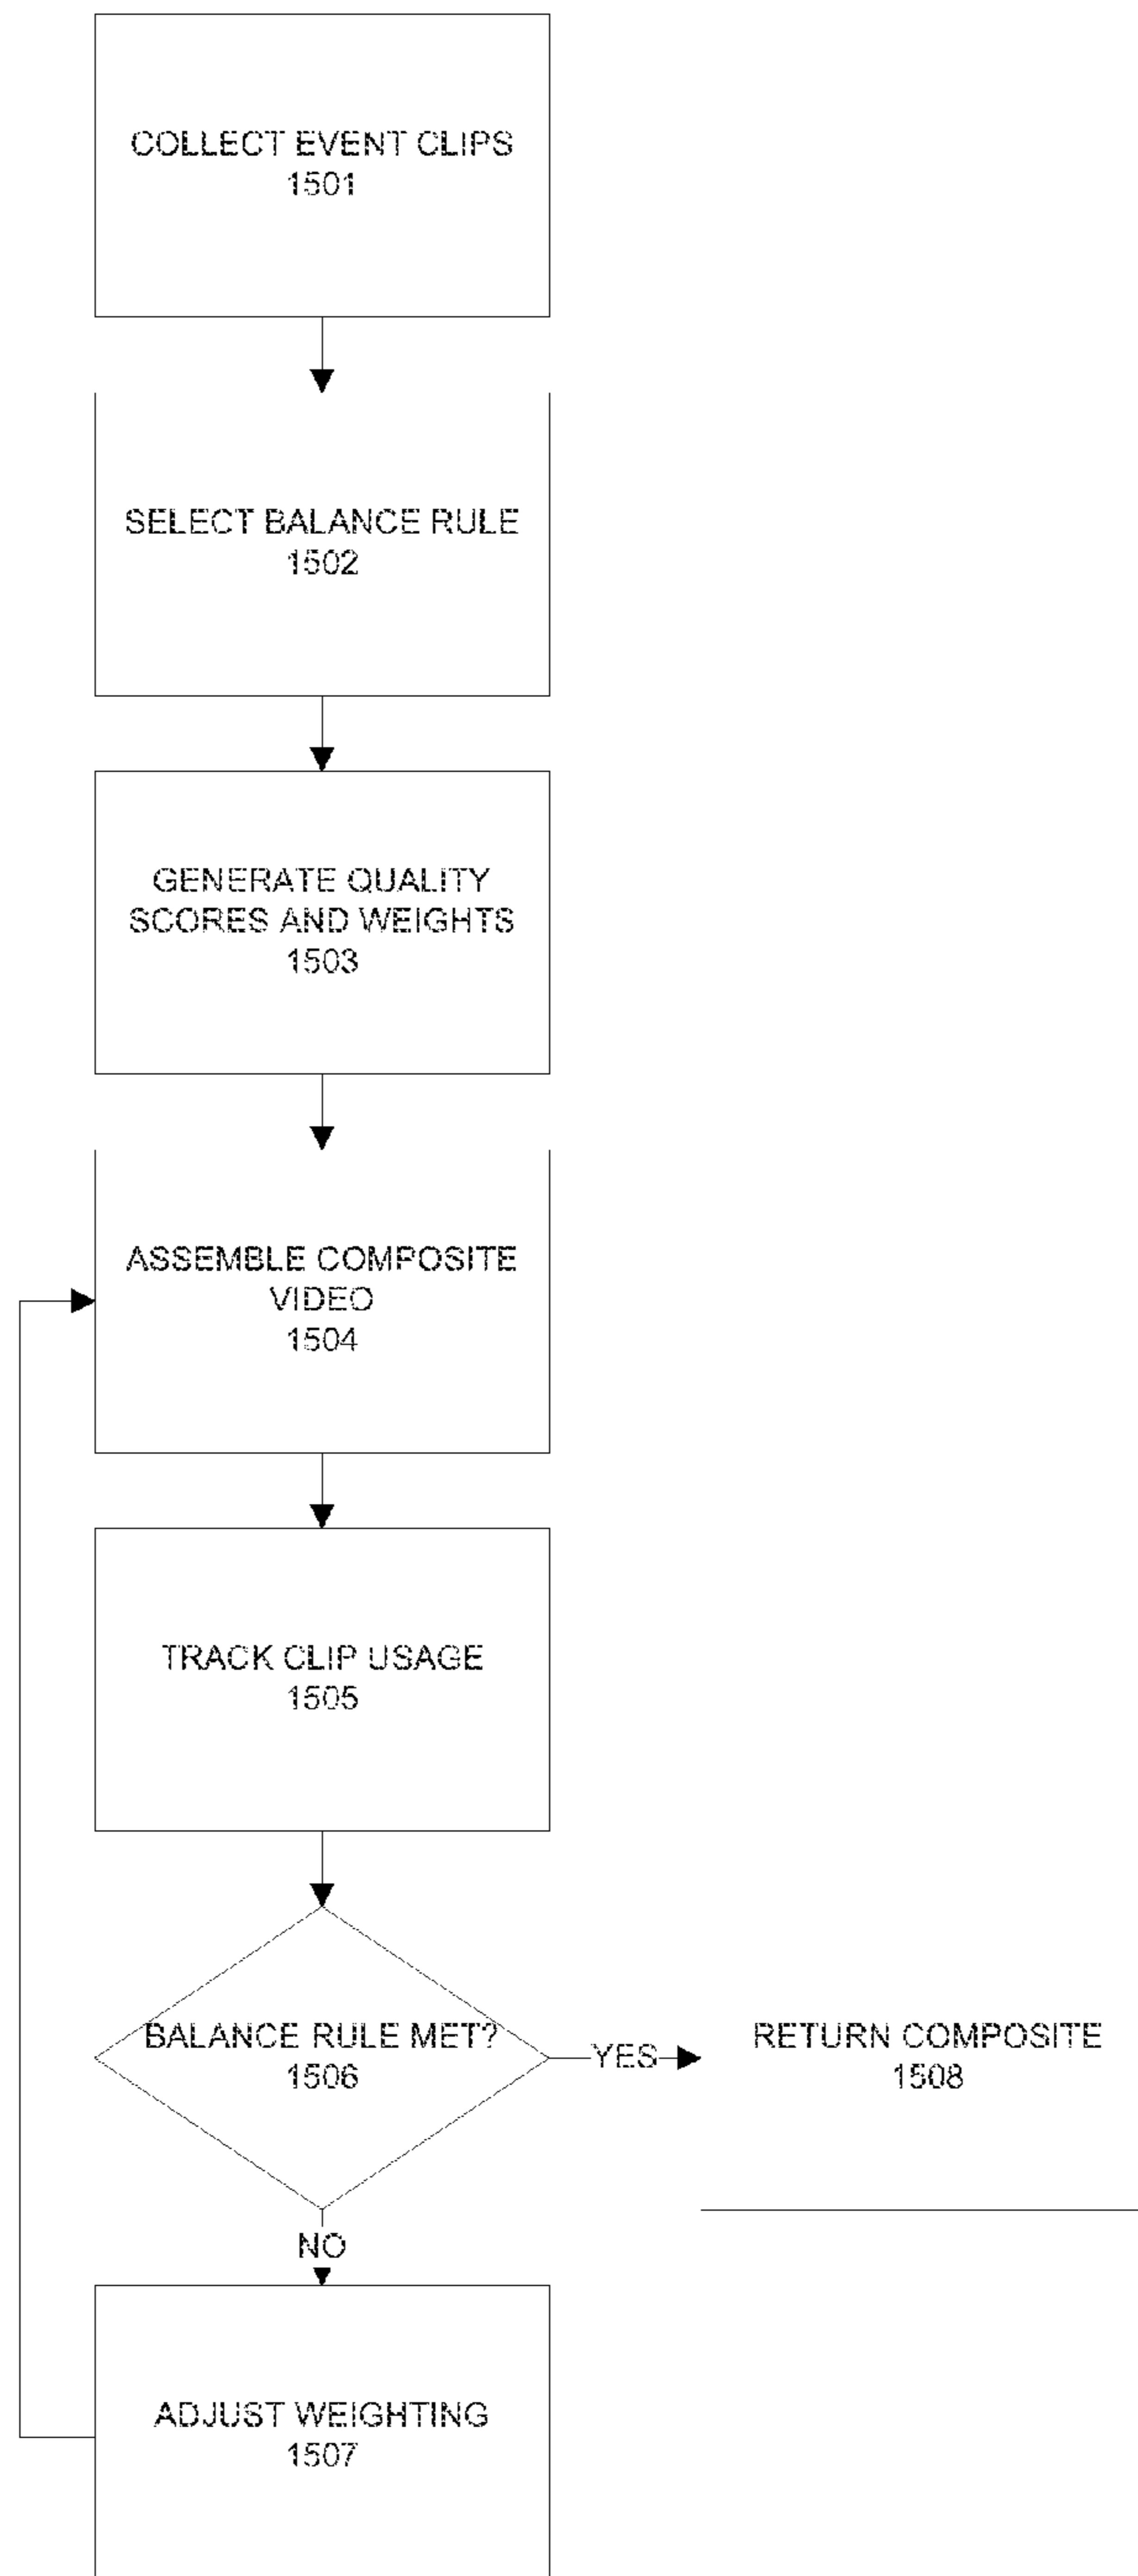 COLLECT EVENT CLIPS
1501
SELECT BALANCE RULE
1502
GENERATE QUALITY
SCORES AND WEIGHTS
1503
ASSEMBLE COMPOSITE
VIDEO
1504
TRACK CLIP USAGE
1505
BALANCE RULE MET?
1506
YES
RETURN COMPOSITE
1508
NO
ADJUST WEIGHTING
1507